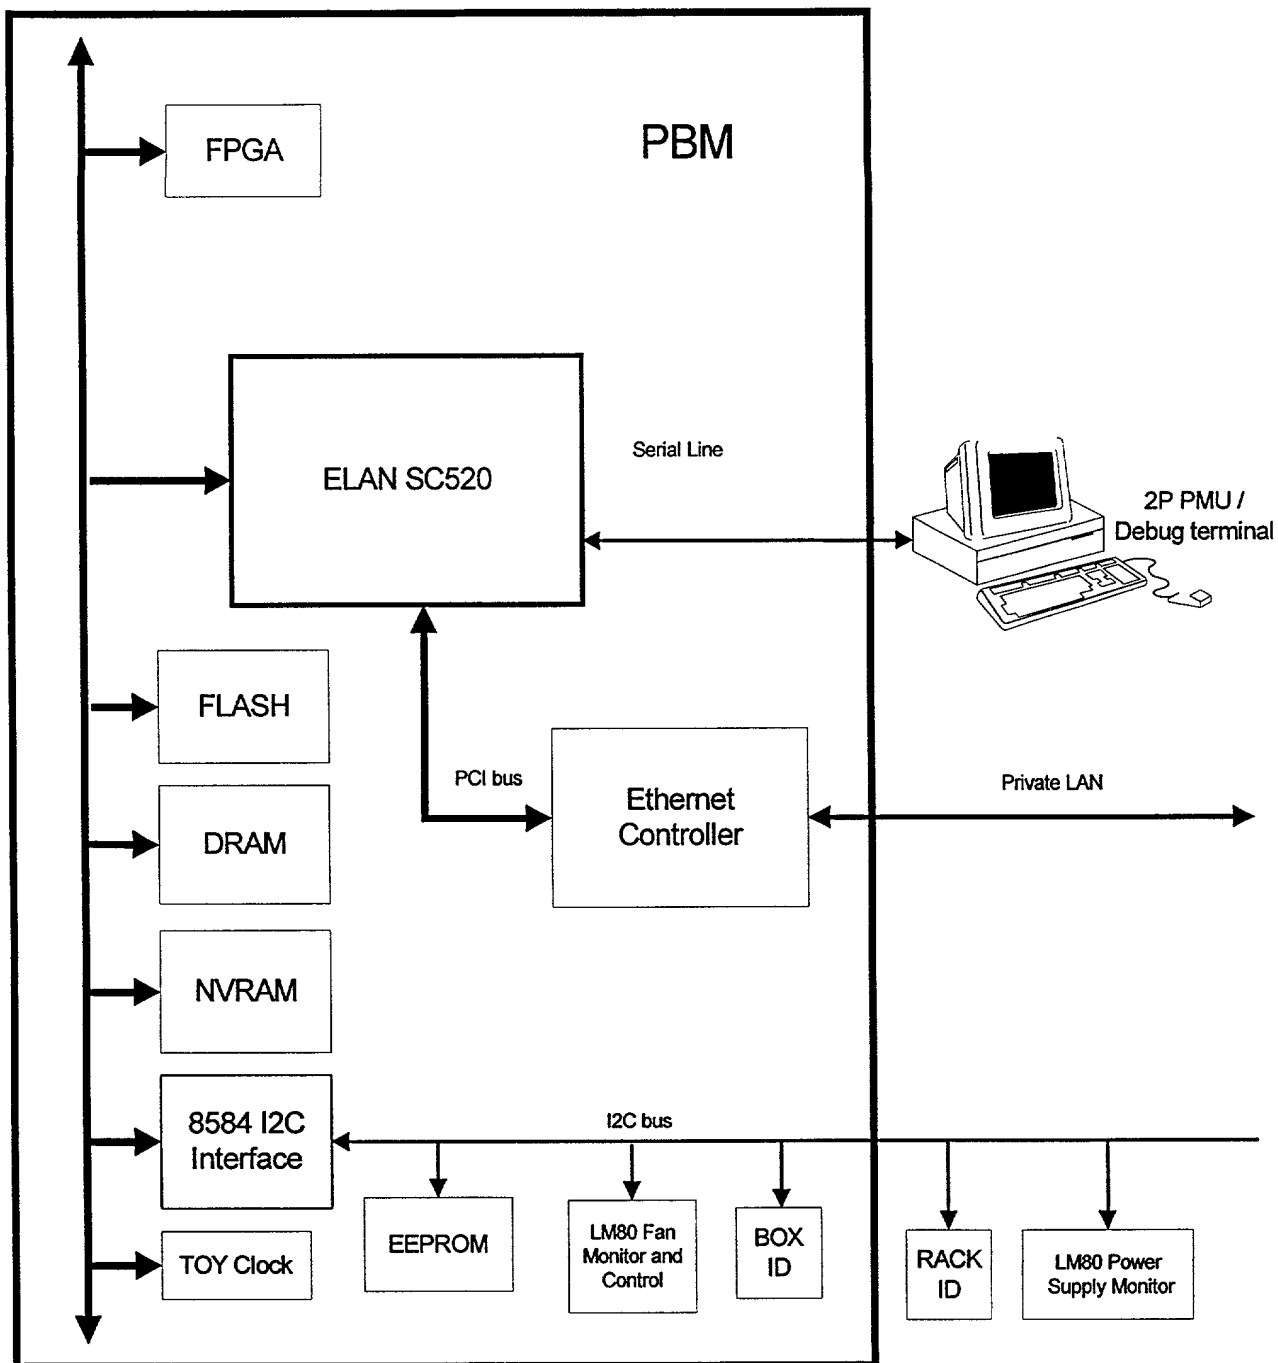 FPGA
PBM
ELAN SC520
Serial Line
2P PMU /
Debug terminal
FLASH
PCI bus
Ethernet
Controller
Private LAN
DRAM
NVRAM
8584 I2C
Interface
I2C bus
EEPROM
LM80 Fan
Monitor and
Control
BOX
ID
RACK
ID
LM80 Power
Supply Monitor
TOY Clock